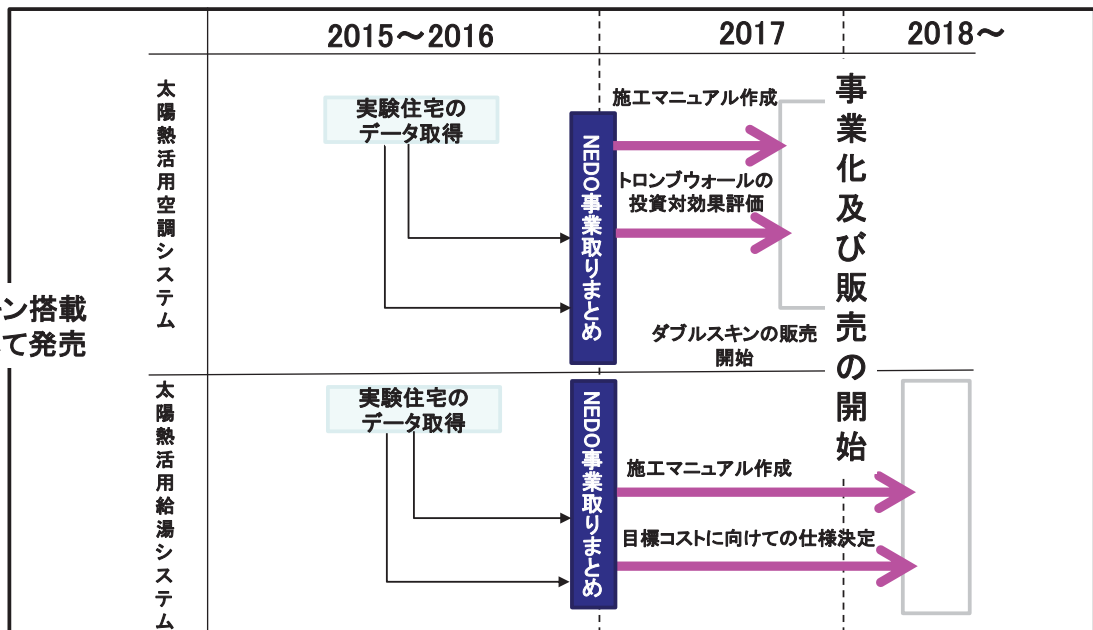 2015～2016
2017
2018～
太陽熱活用空調システム
実験住宅の
データ取得
NEDO事業取りまとめ
施工マニュアル作成
トロンブウォールの
投資対効果評価
ダブルスキンの販売
開始
事業化及び販売の開始
ン搭載
て発売
太陽熱活用給湯システム
実験住宅の
データ取得
NEDO事業取りまとめ
施工マニュアル作成
目標コストに向けての仕様決定